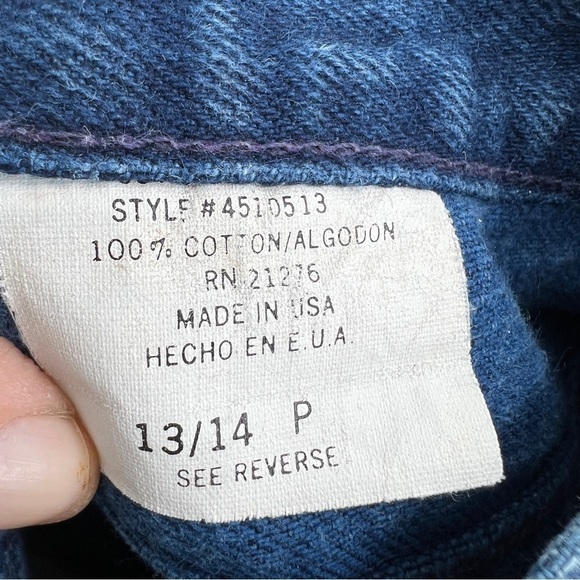 STYLE #4510513
100% COTTON/ALGODON
RN 21276
MADE IN USA
HECHO EN E.U.A.
13/14 P
SEE REVERSE